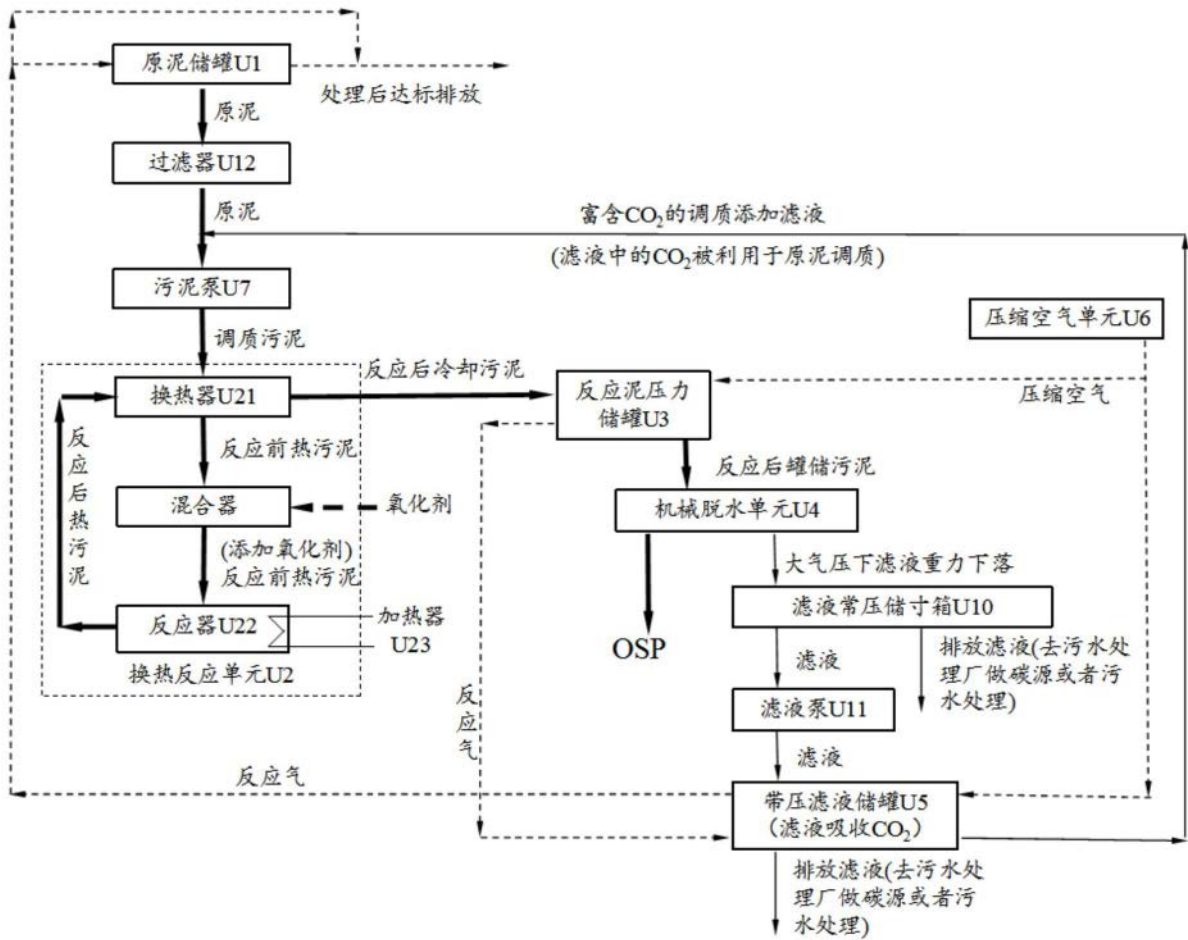 原泥储罐U1
处理后达标排放
原泥
过滤器U12
原泥
富含CO₂的调质添加滤液
(滤液中的CO₂被利用于原泥调质)
污泥泵U7
压缩空气单元U6
调质污泥
反应后冷却污泥
换热器U21
反应泥压力
储罐U3
压缩空气
反应后热污泥
反应前热污泥
反应后罐储污泥
混合器
氧化剂
机械脱水单元U4
(添加氧化剂)
反应前热污泥
大气压下滤液重力下落
滤液常压储寸箱U10
反应器U22
加热器
U23
换热反应单元U2
OSP
滤液
排放滤液(去污水处
理厂做碳源或者污
水处理)
滤液泵U11
反应气
滤液
反应气
带压滤液储罐U5
（滤液吸收CO₂）
排放滤液(去污水处
理厂做碳源或者污
水处理)